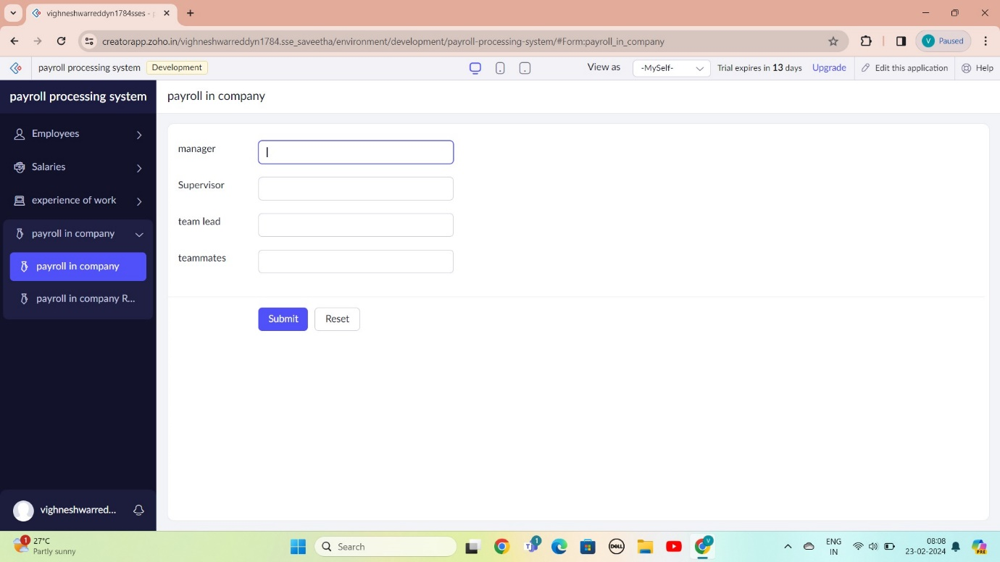 vighneshwarreddyn1784sses -
creatorapp.zoho.in/vighneshwarreddyn1784.sse_saveetha/environment/development/payroll-processing-system/#Form:payroll_in_company
V Paused
payroll processing system Development
View as -MySelf- Trial expires in 13 days Upgrade Edit this application Help
payroll processing system
payroll in company
Employees
Salaries
experience of work
payroll in company
payroll in company
payroll in company R...
manager
Supervisor
team lead
teammates
Submit Reset
vighneshwarred...
1
27°C
Partly sunny
Search
1
DELL
V
ENG
IN
08:08
23-02-2024
PRE